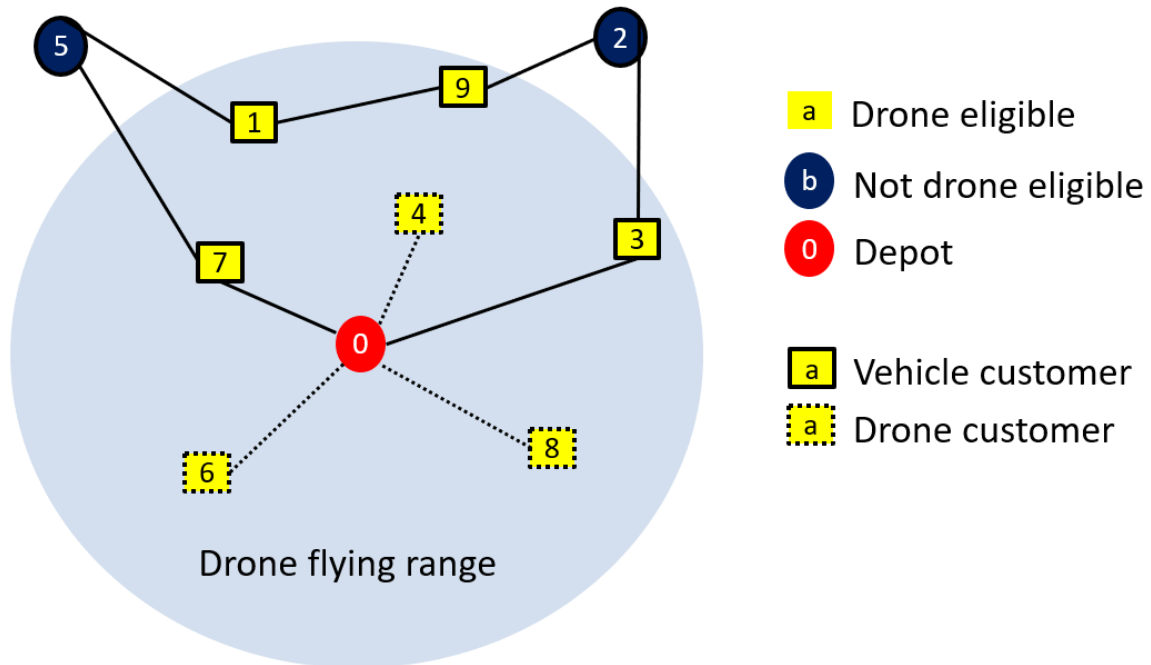 5
2
9
1
4
3
7
0
8
6
Drone flying range
a Drone eligible
b Not drone eligible
0 Depot
a Vehicle customer
a Drone customer